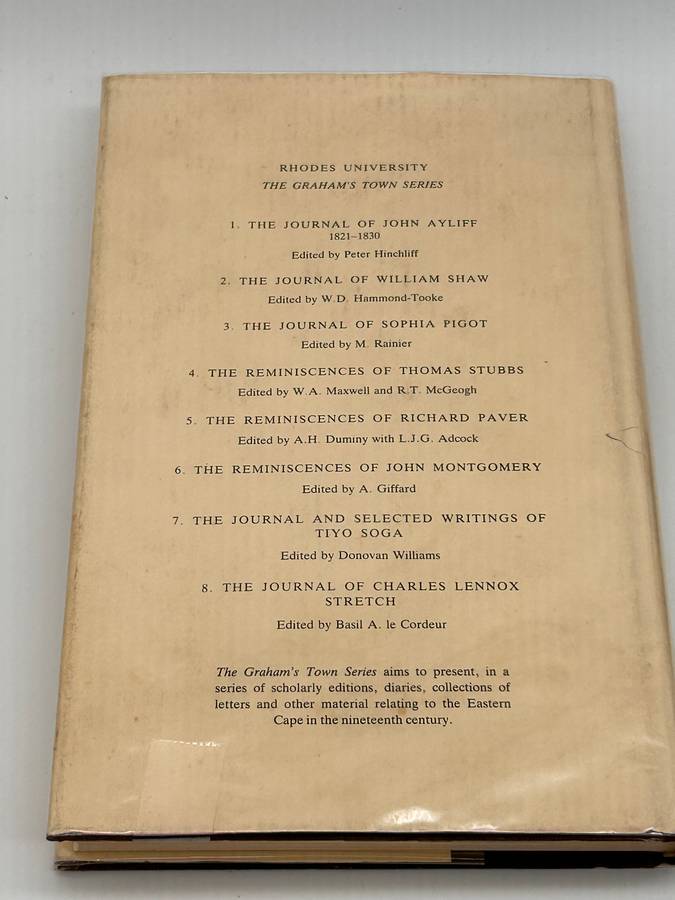 RHODES UNIVERSITY
THE GRAHAM'S TOWN SERIES
1. THE JOURNAL OF JOHN AYLIFF
1821–1830
Edited by Peter Hinchliff
2. THE JOURNAL OF WILLIAM SHAW
Edited by W.D. Hammond-Tooke
3. THE JOURNAL OF SOPHIA PIGOT
Edited by M. Rainier
4. THE REMINISCENCES OF THOMAS STUBBS
Edited by W.A. Maxwell and R.T. McGeogh
5. THE REMINISCENCES OF RICHARD PAVER
Edited by A.H. Duminy with L.J.G. Adcock
6. THE REMINISCENCES OF JOHN MONTGOMERY
Edited by A. Giffard
7. THE JOURNAL AND SELECTED WRITINGS OF
TIYO SOGA
Edited by Donovan Williams
8. THE JOURNAL OF CHARLES LENNOX
STRETCH
Edited by Basil A. le Cordeur
The Graham's Town Series aims to present, in a
series of scholarly editions, diaries, collections of
letters and other material relating to the Eastern
Cape in the nineteenth century.